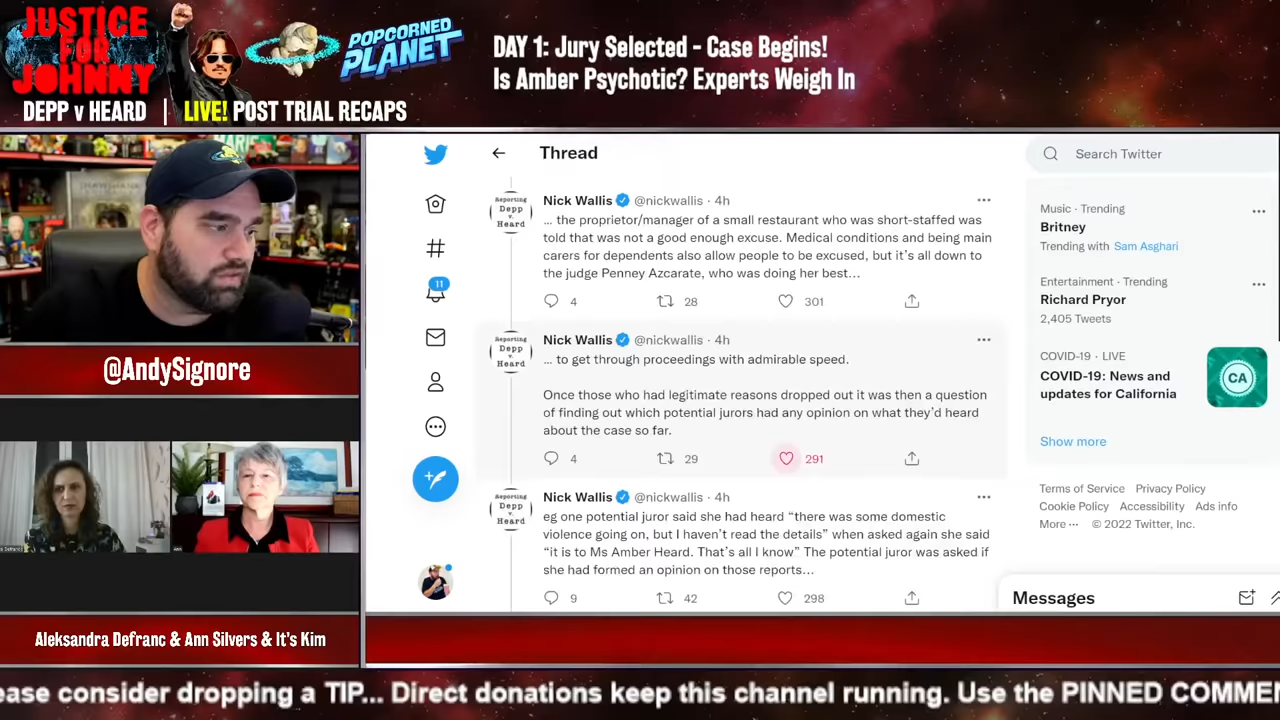 JUSTICE
FOR
JOHNNY
POPCORNED
PLANET
DEPP v HEARD | LIVE! POST TRIAL RECAPS
DAY 1: Jury Selected - Case Begins!
Is Amber Psychotic? Experts Weigh In
@AndySignore
Aleksandra Defranc & Ann Silvers & It's Kim
Thread
11
Reporting
Depp
v.
Heard
Nick Wallis @nickwallis · 4h
... the proprietor/manager of a small restaurant who was short-staffed was
told that was not a good enough excuse. Medical conditions and being main
carers for dependents also allow people to be excused, but it's all down to
the judge Penney Azcarate, who was doing her best...
4 28 301
Reporting
Depp
v.
Heard
Nick Wallis @nickwallis · 4h
... to get through proceedings with admirable speed.
Once those who had legitimate reasons dropped out it was then a question
of finding out which potential jurors had any opinion on what they'd heard
about the case so far.
4 29 291
Reporting
Depp
v.
Heard
Nick Wallis @nickwallis · 4h
eg one potential juror said she had heard “there was some domestic
violence going on, but I haven't read the details” when asked again she said
“it is to Ms Amber Heard. That's all I know” The potential juror was asked if
she had formed an opinion on those reports...
9 42 298
Search Twitter
Music · Trending
Britney
Trending with Sam Asghari
Entertainment · Trending
Richard Pryor
2,405 Tweets
COVID-19 · LIVE
COVID-19: News and
updates for California
CA
Show more
Terms of Service Privacy Policy
Cookie Policy Accessibility Ads info
More ··· © 2022 Twitter, Inc.
Messages
ease consider dropping a TIP... Direct donations keep this channel running. Use the PINNED COMME